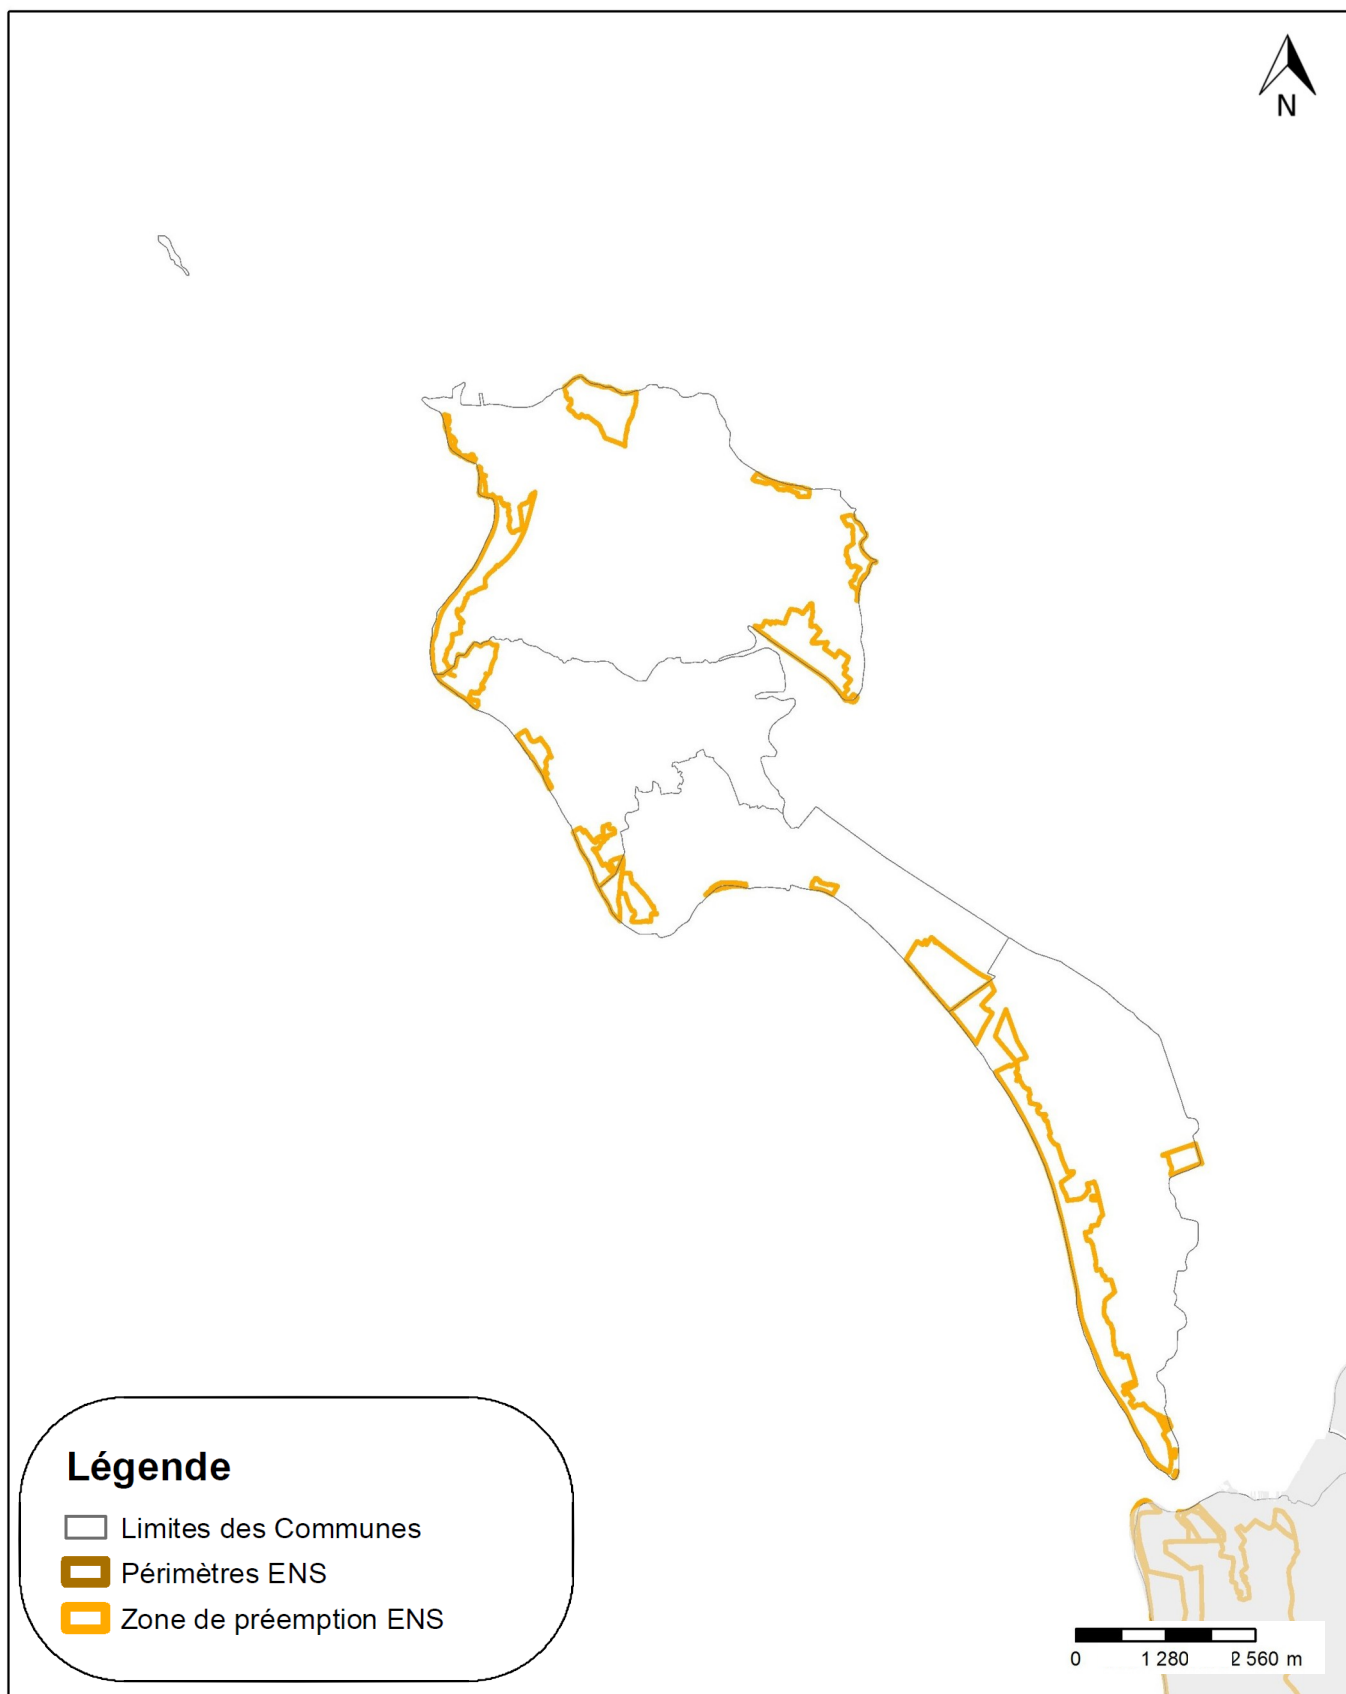 N
Légende
Limites des Communes
Périmètres ENS
Zone de préemption ENS
0 1 280 2 560 m